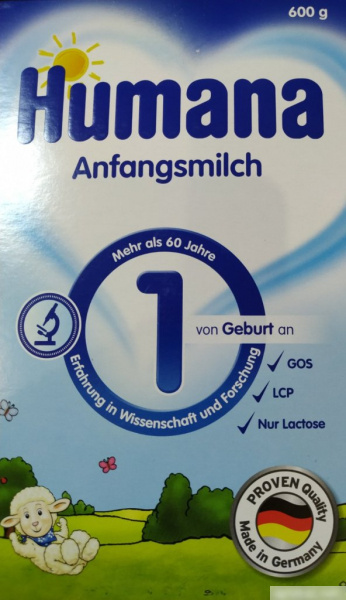 600 g
Humana
Anfangsmilch
Mehr als 60 Jahre
1
von Geburt an
Erfahrung in Wissenschaft und Forschung
GOS
LCP
Nur Lactose
PROVEN Quality
Made in Germany